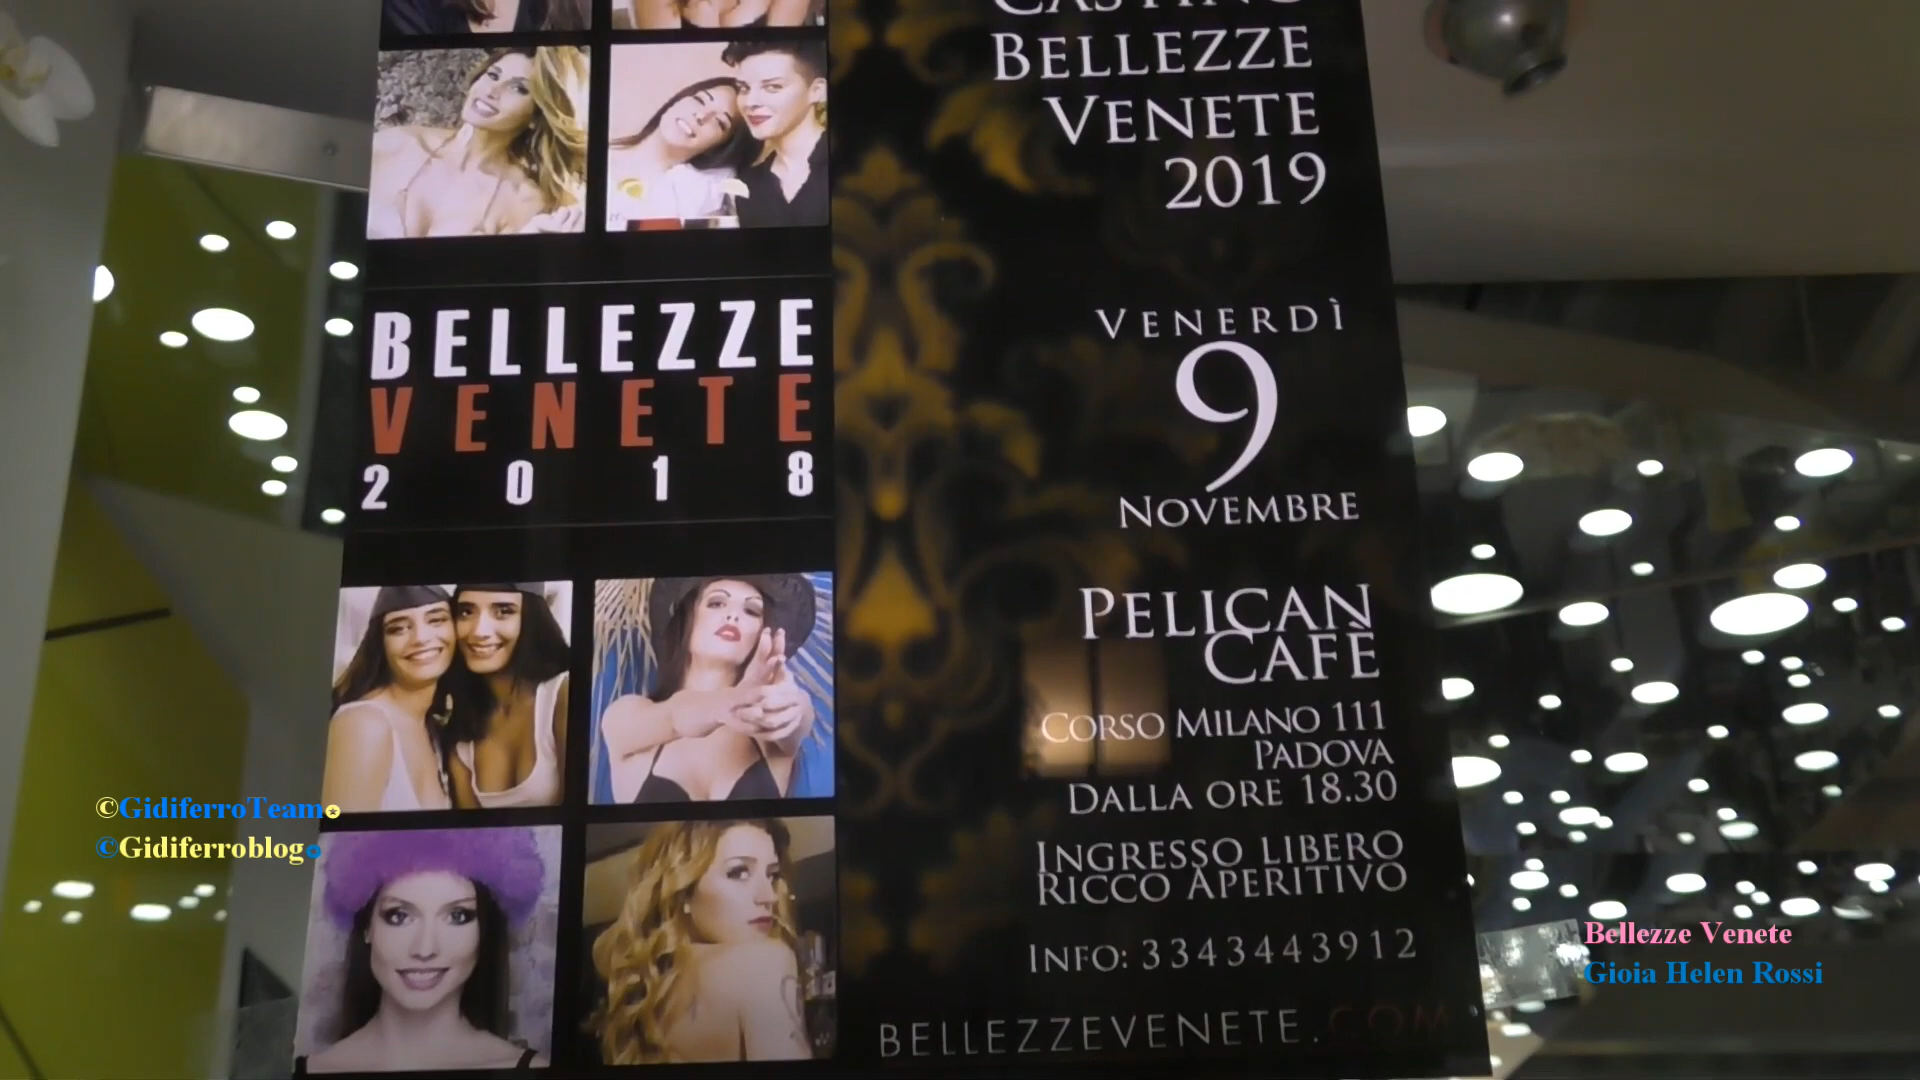 CASTING
BELLEZZE
VENETE
2019
BELLEZZE
VENETE
2018
VENERDÌ
9
NOVEMBRE
PELICAN
CAFÈ
CORSO MILANO 111
PADOVA
DALLA ORE 18.30
INGRESSO LIBERO
RICCO APERITIVO
INFO: 3343443912
BELLEZZEVENETE.COM
©GidiferroTeam
©Gidiferroblog
Bellezze Venete
Gioia Helen Rossi